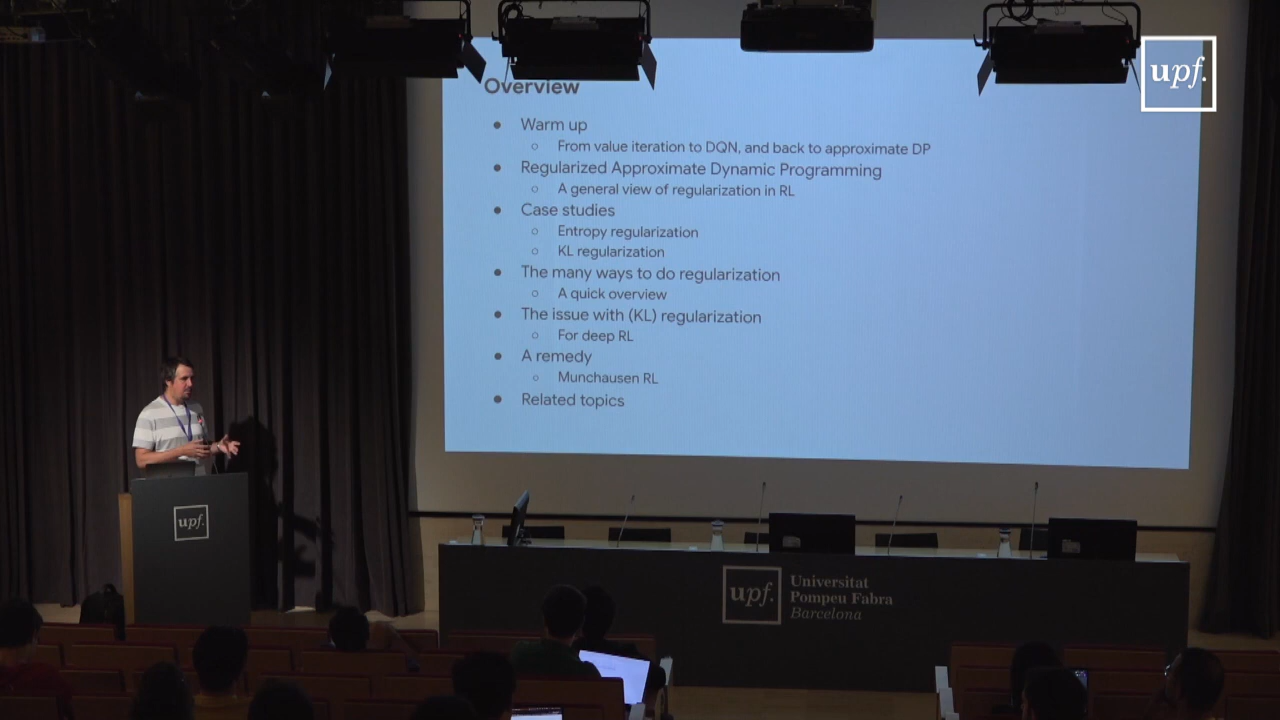 Overview
Warm up
From value iteration to DQN, and back to approximate DP
Regularized Approximate Dynamic Programming
A general view of regularization in RL
Case studies
Entropy regularization
KL regularization
The many ways to do regularization
A quick overview
The issue with (KL) regularization
For deep RL
A remedy
Munchausen RL
Related topics
upf.
upf.
upf.
Universitat
Pompeu Fabra
Barcelona